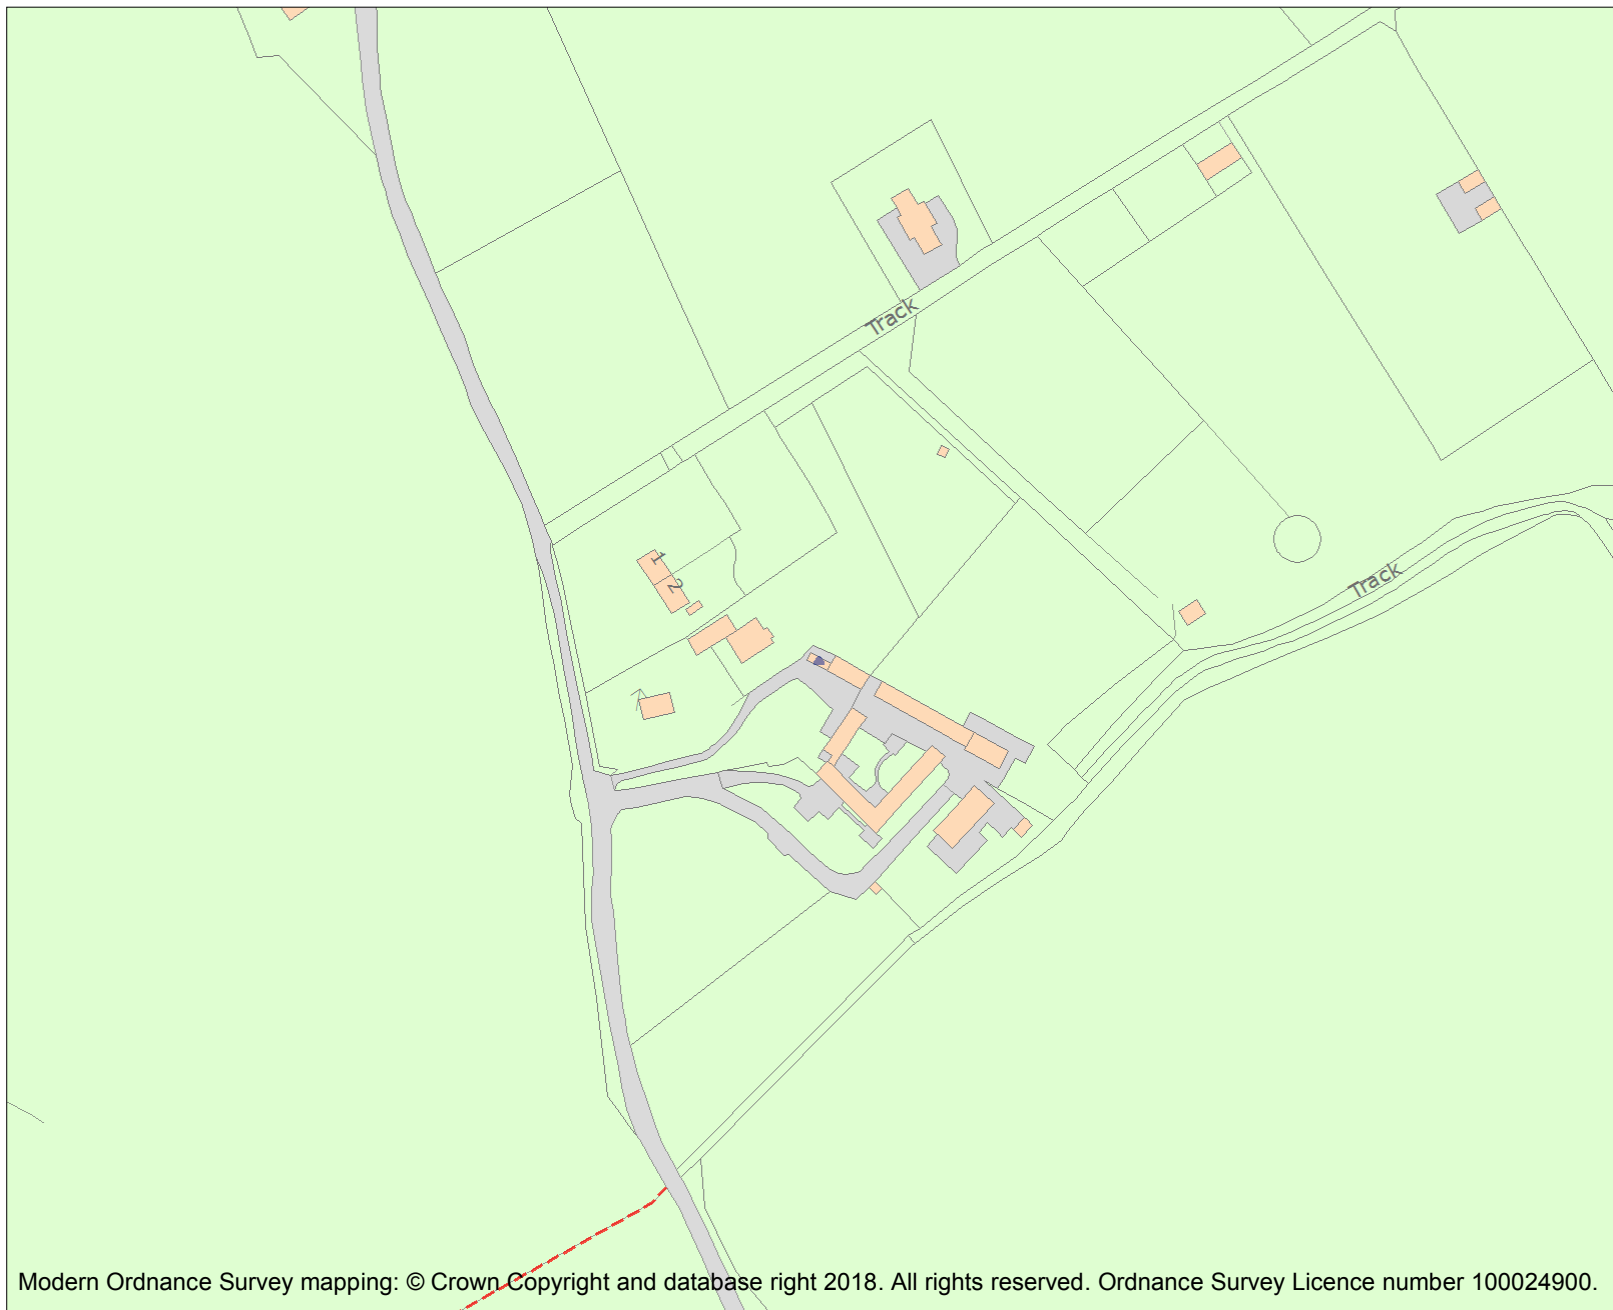 Track
1
2
Track
Modern Ordnance Survey mapping: © Crown Copyright and database right 2018. All rights reserved. Ordnance Survey Licence number 100024900.